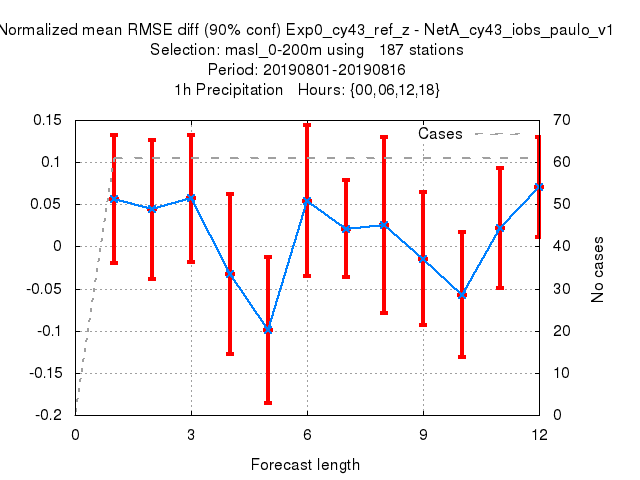 Normalized mean RMSE diff (90% conf) Exp0_cy43_ref_z - NetA_cy43_iobs_paulo_v1
Selection: masl_0-200m using 187 stations
Period: 20190801-20190816
1h Precipitation Hours: {00,06,12,18}
Cases
0.15
0.1
0.05
0
-0.05
-0.1
-0.15
-0.2
70
60
50
40
30
20
10
0
No cases
0 3 6 9 12
Forecast length